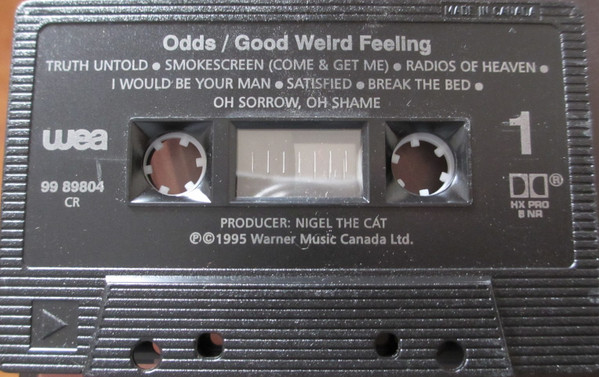 MADE IN CANADA
Odds / Good Weird Feeling
TRUTH UNTOLD ● SMOKESCREEN (COME & GET ME) ● RADIOS OF HEAVEN ●
I WOULD BE YOUR MAN ● SATISFIED ● BREAK THE BED ●
OH SORROW, OH SHAME
wea
1
99 89804
CR
HX PRO
B NR
®
PRODUCER: NIGEL THE CAT
℗©1995 Warner Music Canada Ltd.